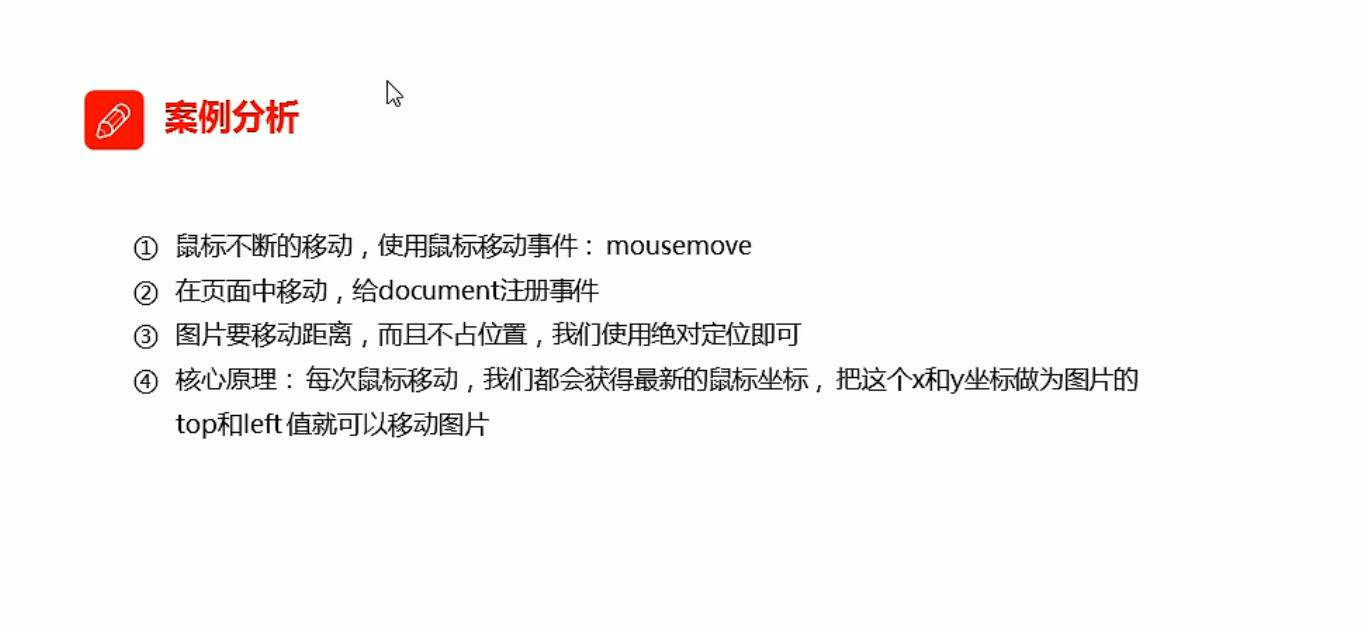 案例分析
① 鼠标不断的移动，使用鼠标移动事件： mousemove
② 在页面中移动，给document注册事件
③ 图片要移动距离，而且不占位置，我们使用绝对定位即可
④ 核心原理： 每次鼠标移动，我们都会获得最新的鼠标坐标， 把这个x和y坐标做为图片的
top和left 值就可以移动图片